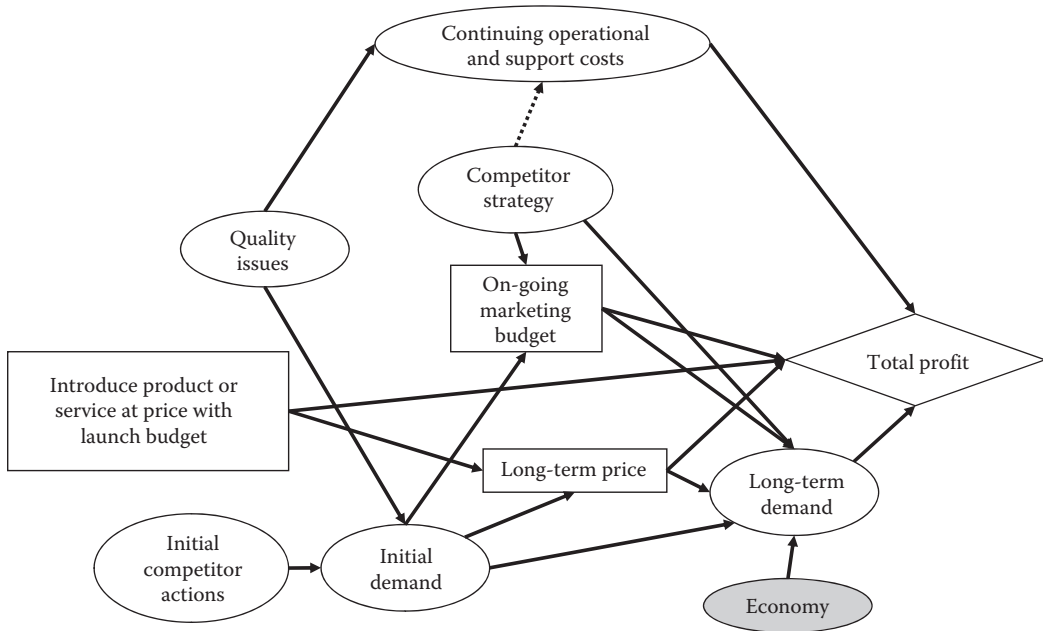 Continuing operational
and support costs
Competitor
strategy
Quality
issues
On-going
marketing
budget
Total profit
Introduce product or
service at price with
launch budget
Long-term price
Long-term
demand
Initial
competitor
actions
Initial
demand
Economy